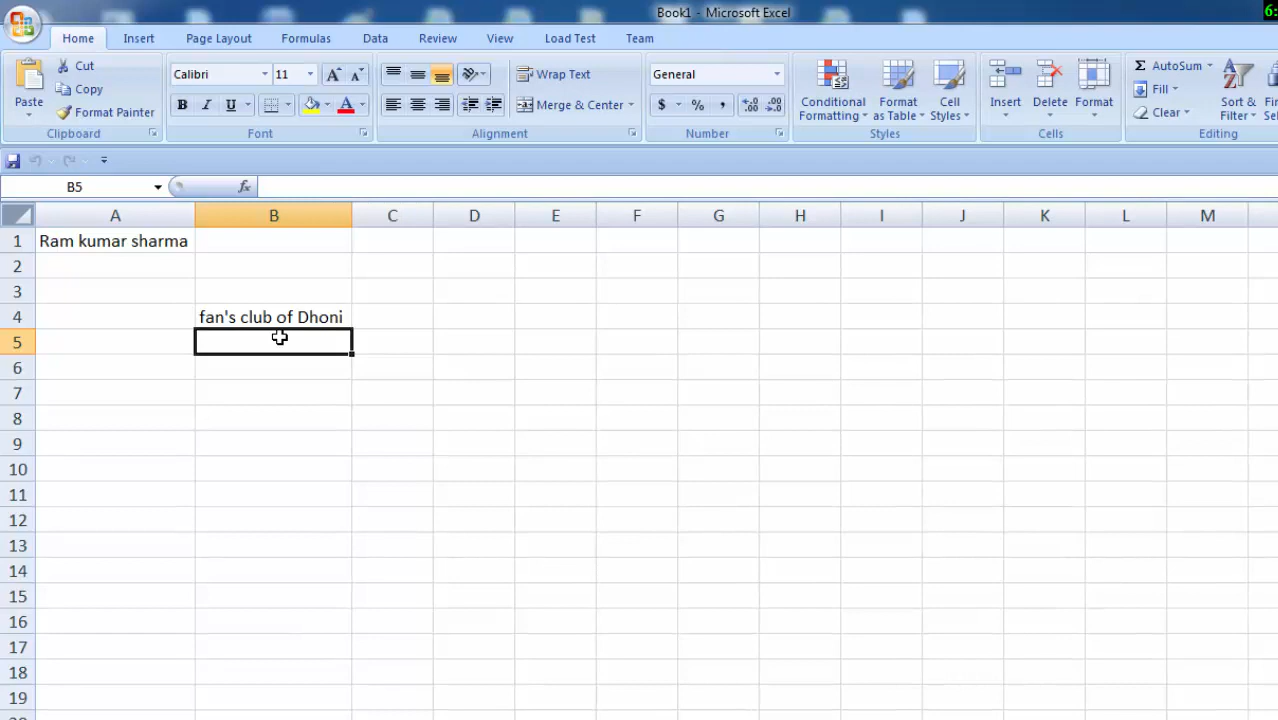 Book1 - Microsoft Excel
6:
Home Insert Page Layout Formulas Data Review View Load Test Team
Paste
Cut
Copy
Format Painter
Clipboard
Calibri 11 A A
B I U A
Font
Wrap Text
Merge & Center
Alignment
General
$ % , .00 .0
Number
Conditional Formatting
Format as Table
Cell Styles
Styles
Insert Delete Format
Cells
Σ AutoSum
Fill
Clear
Sort & Filter
Editing
B5 fx
A B C D E F G H I J K L M
1 Ram kumar sharma
2
3
4 fan's club of Dhoni
5
6
7
8
9
10
11
12
13
14
15
16
17
18
19